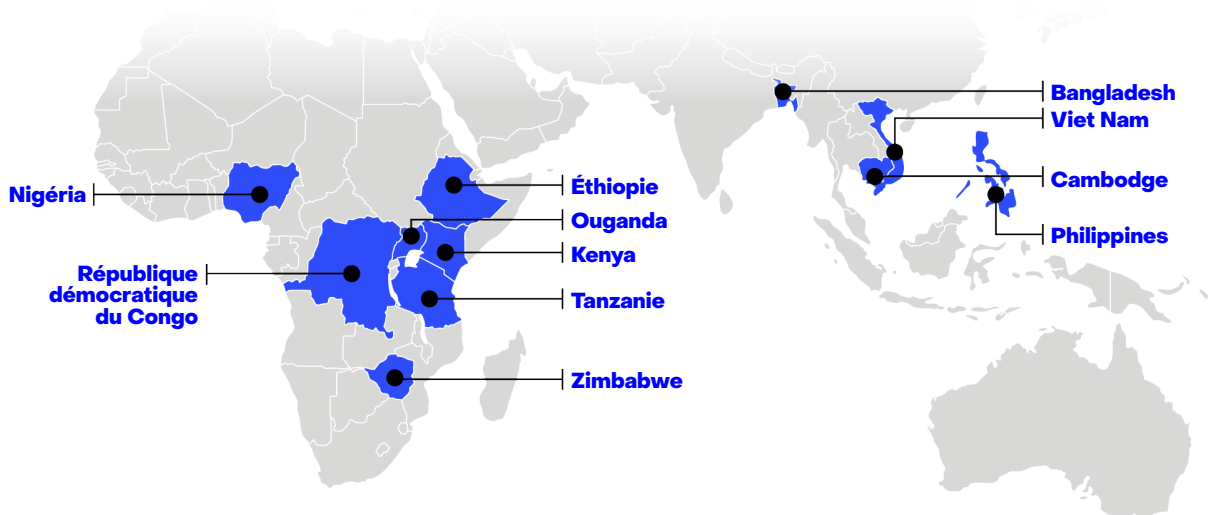 Nigéria
République
démocratique
du Congo
Éthiopie
Ouganda
Kenya
Tanzanie
Zimbabwe
Bangladesh
Viet Nam
Cambodge
Philippines